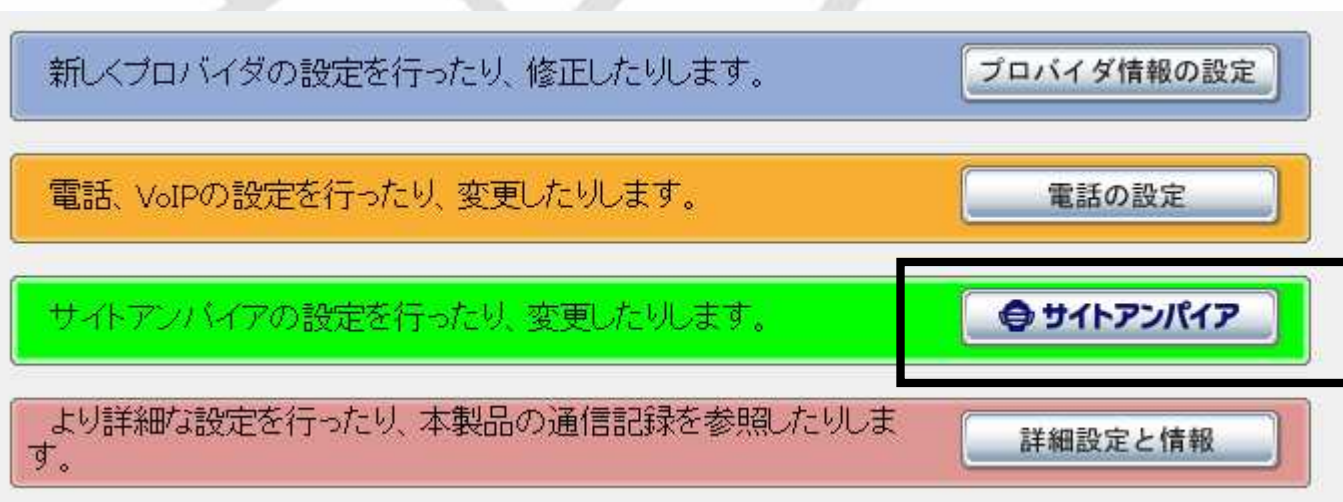 新しくプロバイダの設定を行ったり、修正したりします。 プロバイダ情報の設定
電話、VoIPの設定を行ったり、変更したりします。 電話の設定
サイトアンパイアの設定を行ったり、変更したりします。 サイトアンパイア
より詳細な設定を行ったり、本製品の通信記録を参照したりしま
す。
詳細設定と情報